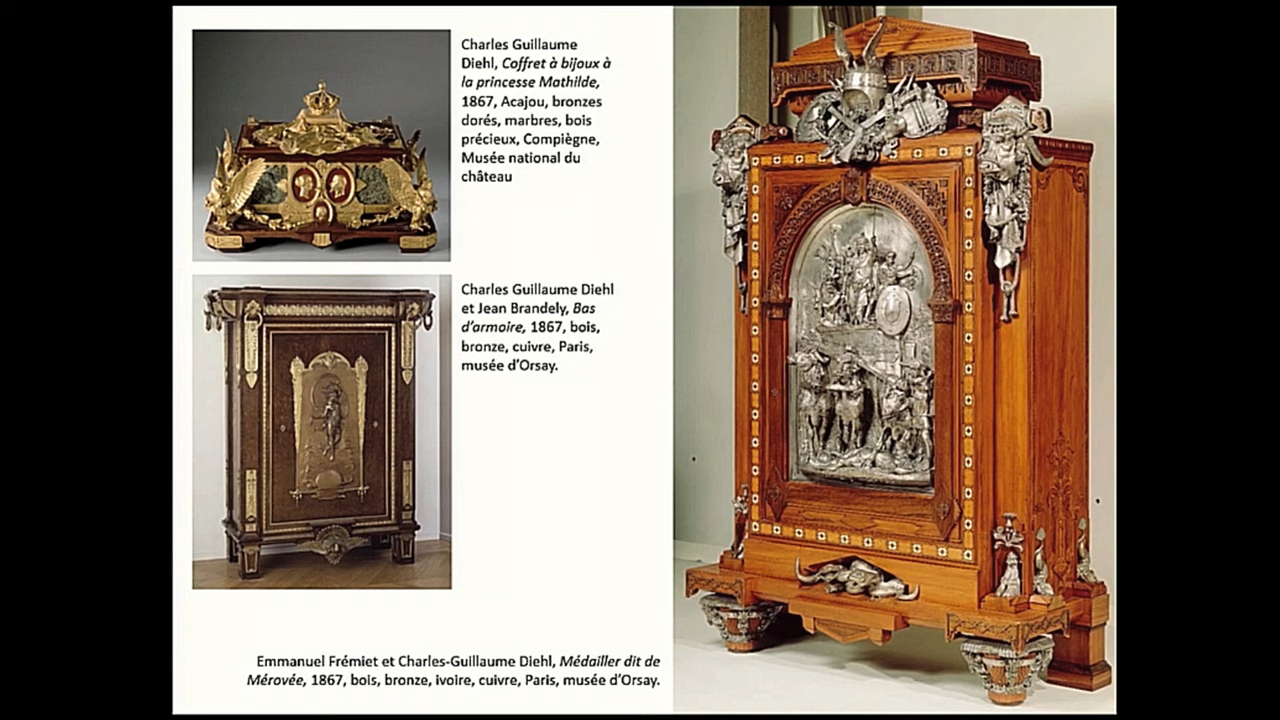 Charles Guillaume
Diehl, Coffret à bijoux à
la princesse Mathilde,
1867, Acajou, bronzes
dorés, marbres, bois
précieux, Compiègne,
Musée national du
château
Charles Guillaume Diehl
et Jean Brandely, Bas
d’armoire, 1867, bois,
bronze, cuivre, Paris,
musée d’Orsay.
Emmanuel Frémiet et Charles-Guillaume Diehl, Médailler dit de
Mérovée, 1867, bois, bronze, ivoire, cuivre, Paris, musée d’Orsay.